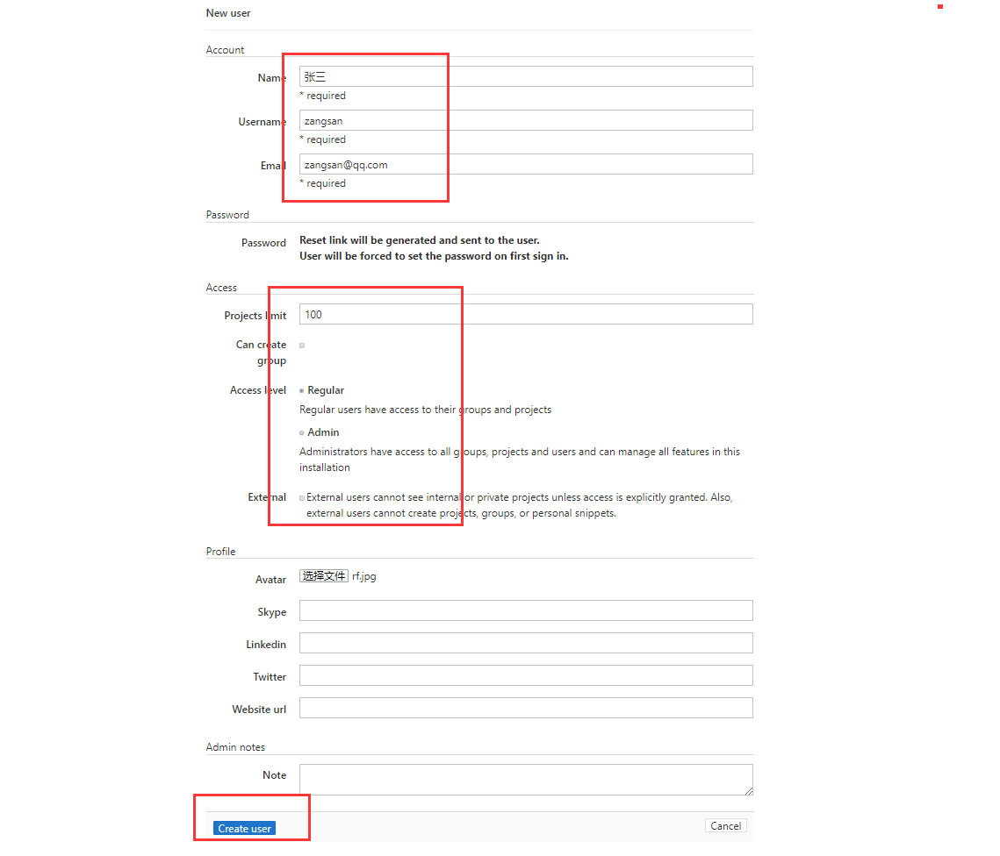 New user
Account
Name 张三
* required
Username zangsan
* required
Email zangsan@qq.com
* required
Password
Password Reset link will be generated and sent to the user.
User will be forced to set the password on first sign in.
Access
Projects limit 100
Can create
group
Access level Regular
Regular users have access to their groups and projects
Admin
Administrators have access to all groups, projects and users and can manage all features in this
installation
External External users cannot see internal or private projects unless access is explicitly granted. Also,
external users cannot create projects, groups, or personal snippets.
Profile
Avatar 选择文件 rf.jpg
Skype
Linkedin
Twitter
Website url
Admin notes
Note
Create user Cancel